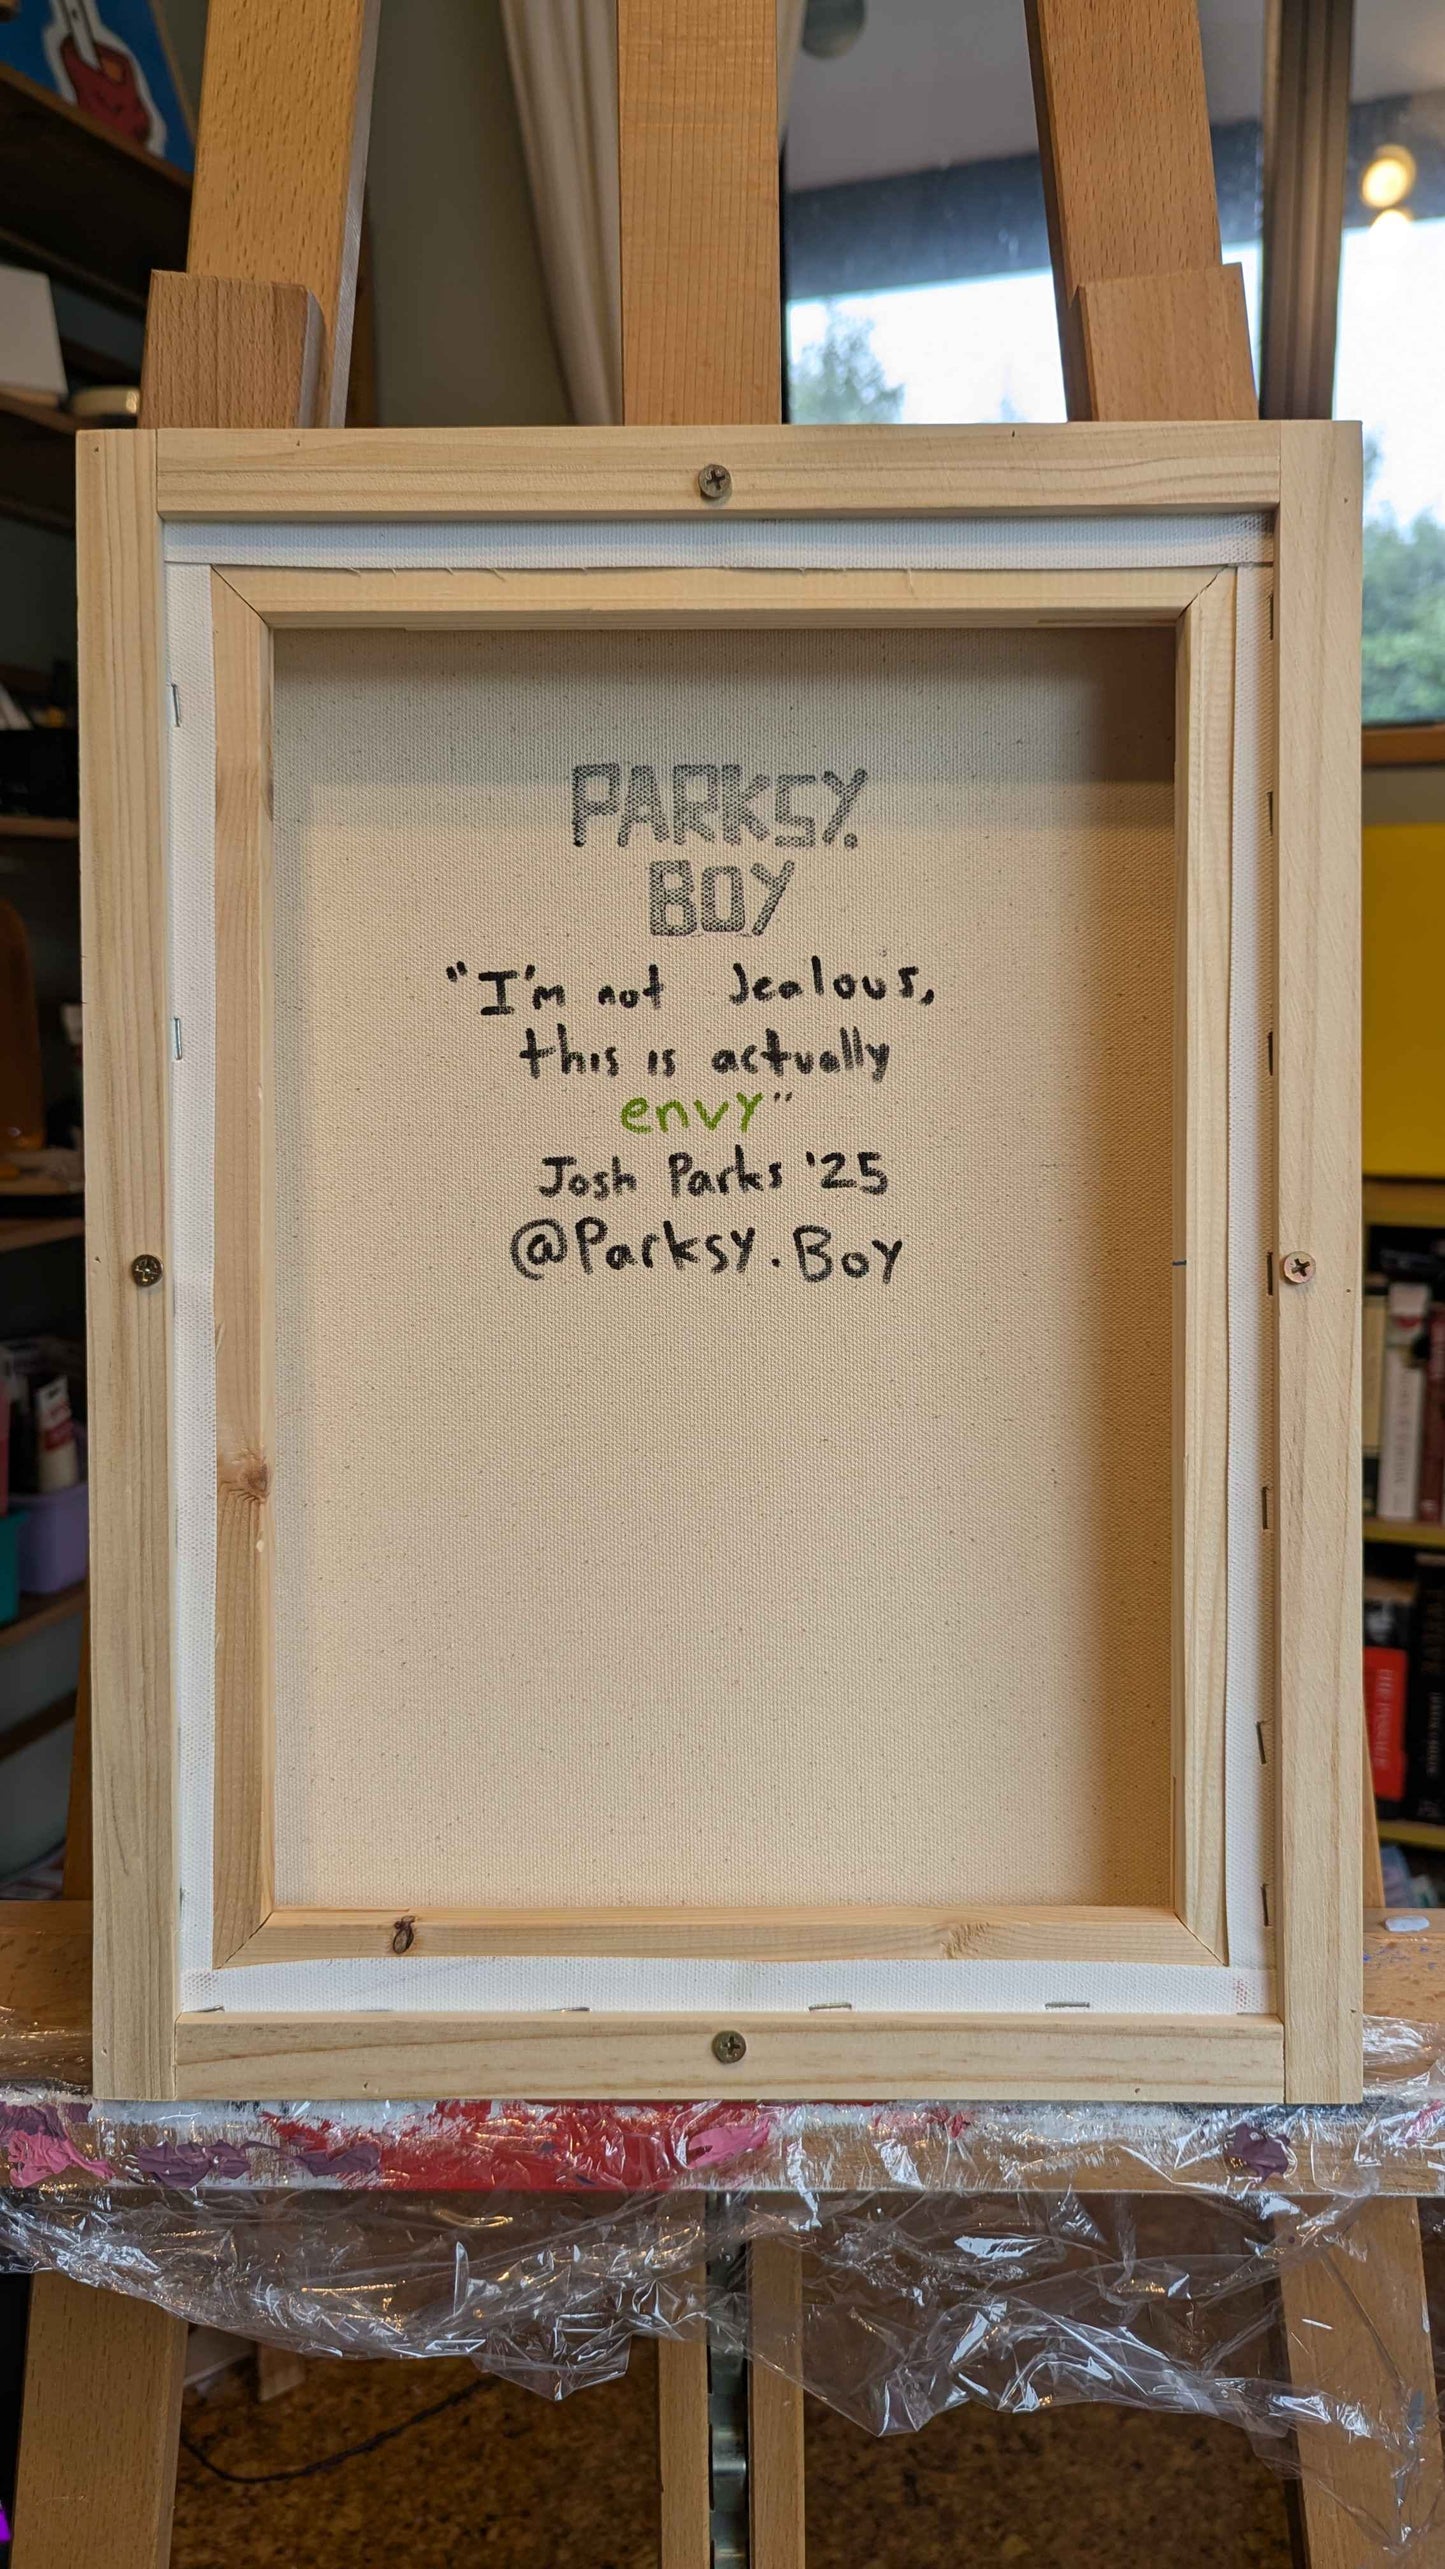 PARKSY.
BOY
"I'm not Jealous,
this is actually
envy"
Josh Parks '25
@Parksy.Boy